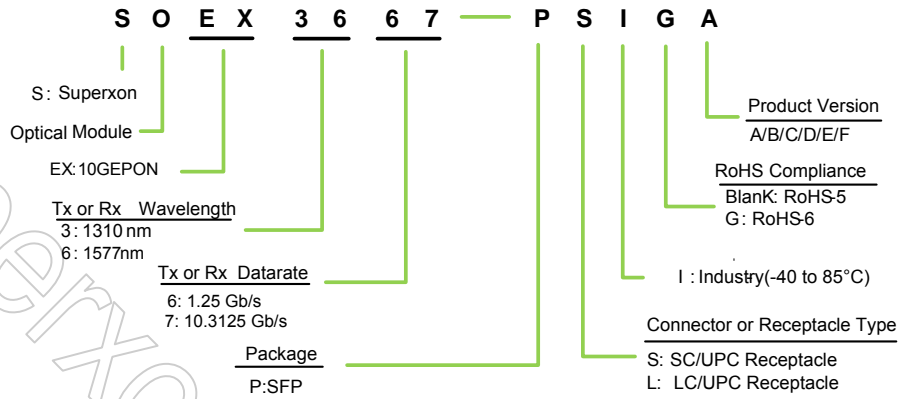 S O E X 3 6 6 7 — P S I G A
S: Superxon
Optical Module
EX:10GEPON
Tx or Rx Wavelength
3: 1310 nm
6: 1577nm
Tx or Rx Datarate
6: 1.25 Gb/s
7: 10.3125 Gb/s
Package
P:SFP
Product Version
A/B/C/D/E/F
RoHS Compliance
BlanK: RoHS-5
G: RoHS-6
I : Industry(-40 to 85°C)
Connector or Receptacle Type
S: SC/UPC Receptacle
L: LC/UPC Receptacle